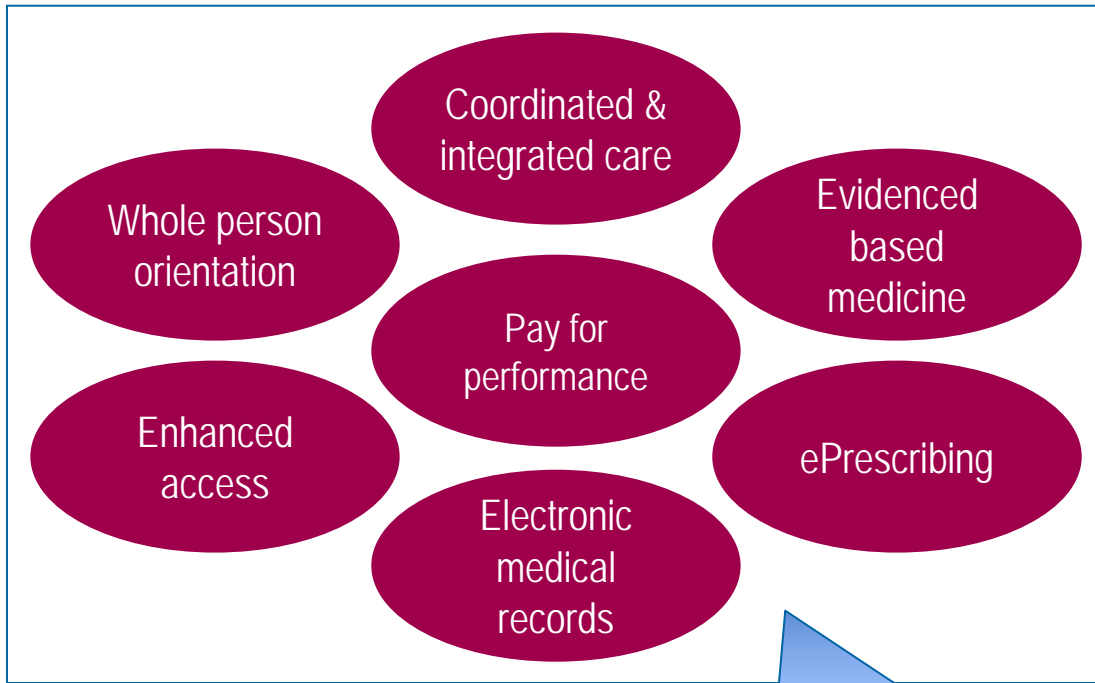 Coordinated &
integrated care
Whole person
orientation
Evidenced
based
medicine
Pay for
performance
Enhanced
access
ePrescribing
Electronic
medical
records